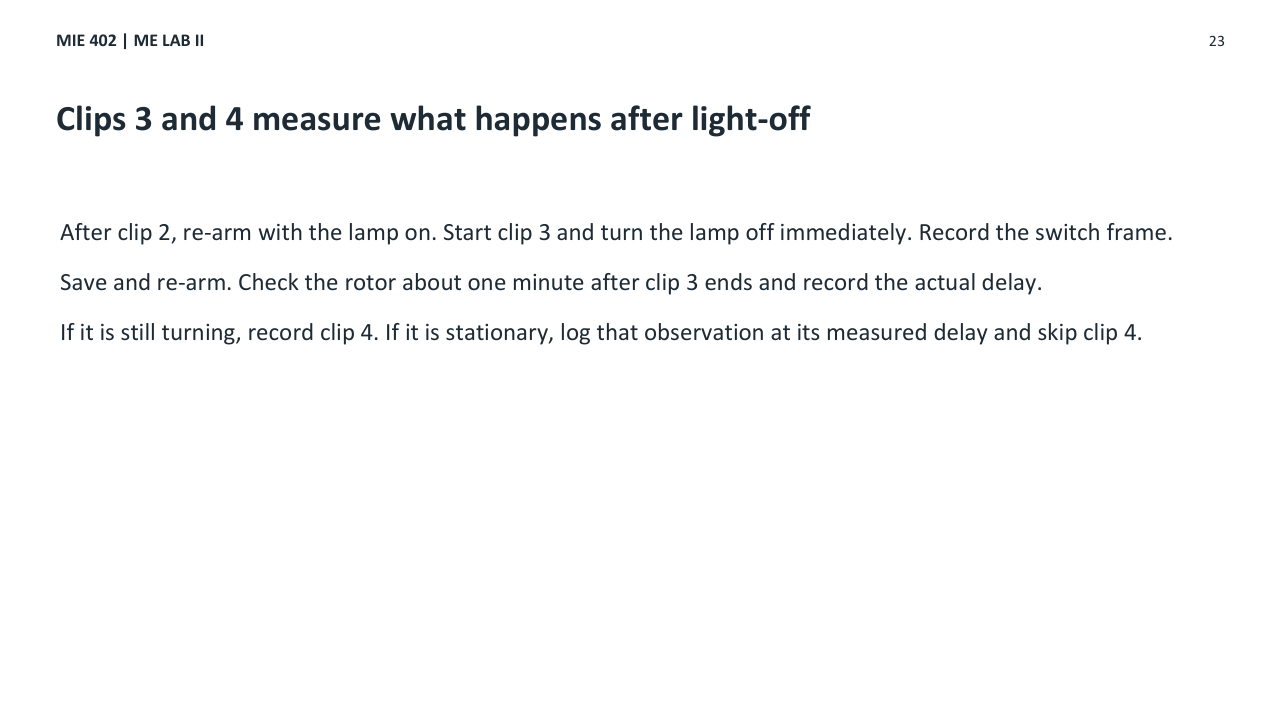 MIE 402 | ME LAB II
23
Clips 3 and 4 measure what happens after light-off
After clip 2, re-arm with the lamp on. Start clip 3 and turn the lamp off immediately. Record the switch frame.
Save and re-arm. Check the rotor about one minute after clip 3 ends and record the actual delay.
If it is still turning, record clip 4. If it is stationary, log that observation at its measured delay and skip clip 4.